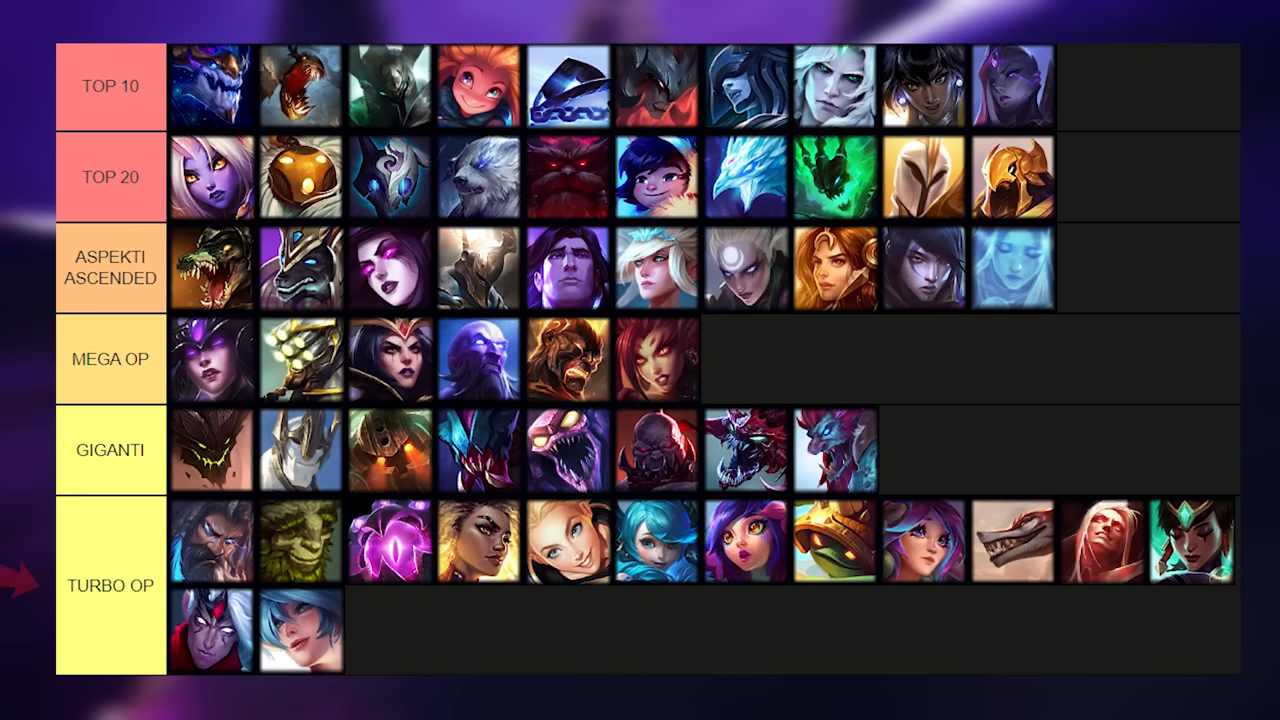 TOP 10
TOP 20
ASPEKTI
ASCENDED
MEGA OP
GIGANTI
TURBO OP